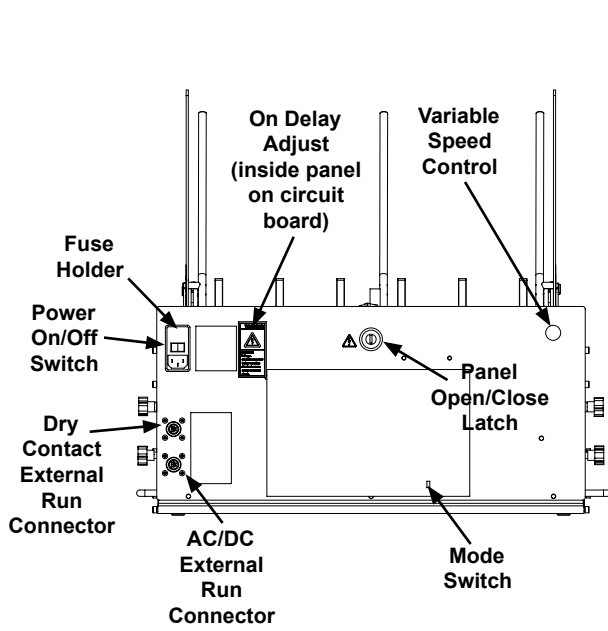 On Delay
Adjust
(inside panel
on circuit
board)
Variable
Speed
Control
Fuse
Holder
Power
On/Off
Switch
Panel
Open/Close
Latch
Dry
Contact
External
Run
Connector
AC/DC
External
Run
Connector
Mode
Switch